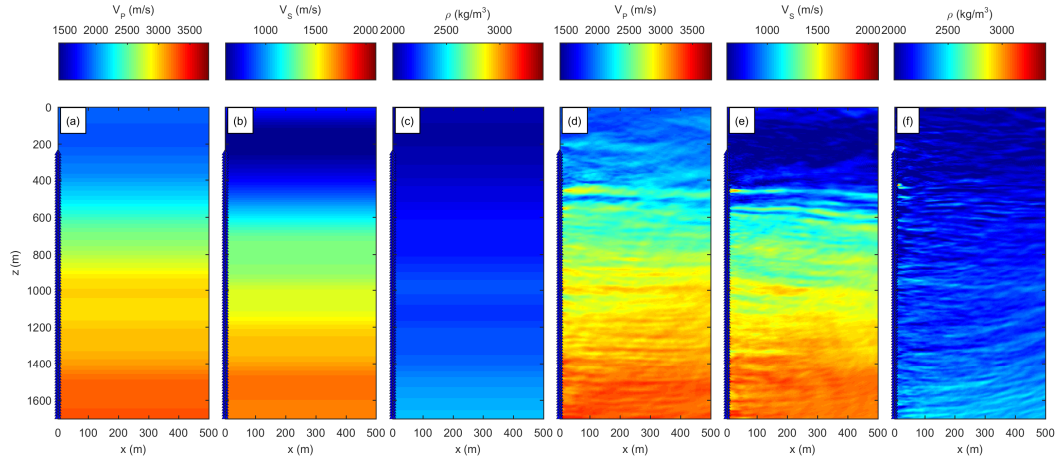 V_P (m/s) V_S (m/s) ρ (kg/m^3) V_P (m/s) V_S (m/s) ρ (kg/m^3)
1500 2000 2500 3000 3500 1000 1500 2000 2000 2500 3000 1500 2000 2500 3000 3500 1000 1500 2000 2000 2500 3000
(a) (b) (c) (d) (e) (f)
0
200
400
600
800
1000
1200
1400
1600
z (m)
0 100 200 300 400 500 0 100 200 300 400 500 0 100 200 300 400 500 0 100 200 300 400 500 0 100 200 300 400 500 0 100 200 300 400 500
x (m) x (m) x (m) x (m) x (m) x (m)